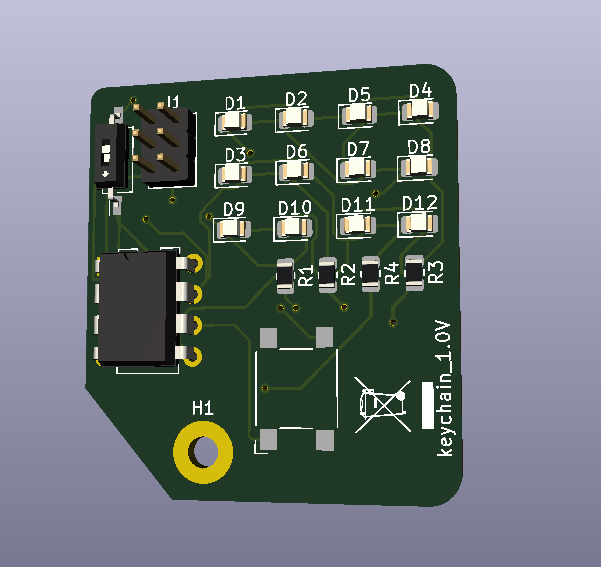 J1
D1
D2
D5
D4
D3
D6
D7
D8
D9
D10
D11
D12
R1
R2
R4
R3
H1
keychain_1.0V